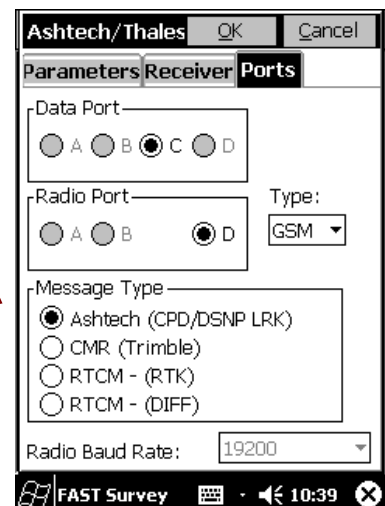 Ashtech/Thales OK Cancel
Parameters Receiver Ports
Data Port
A B C D
Radio Port Type:
A B D GSM
Message Type
Ashtech (CPD/DSNP LRK)
CMR (Trimble)
RTCM - (RTK)
RTCM - (DIFF)
Radio Baud Rate: 19200
FAST Survey 10:39